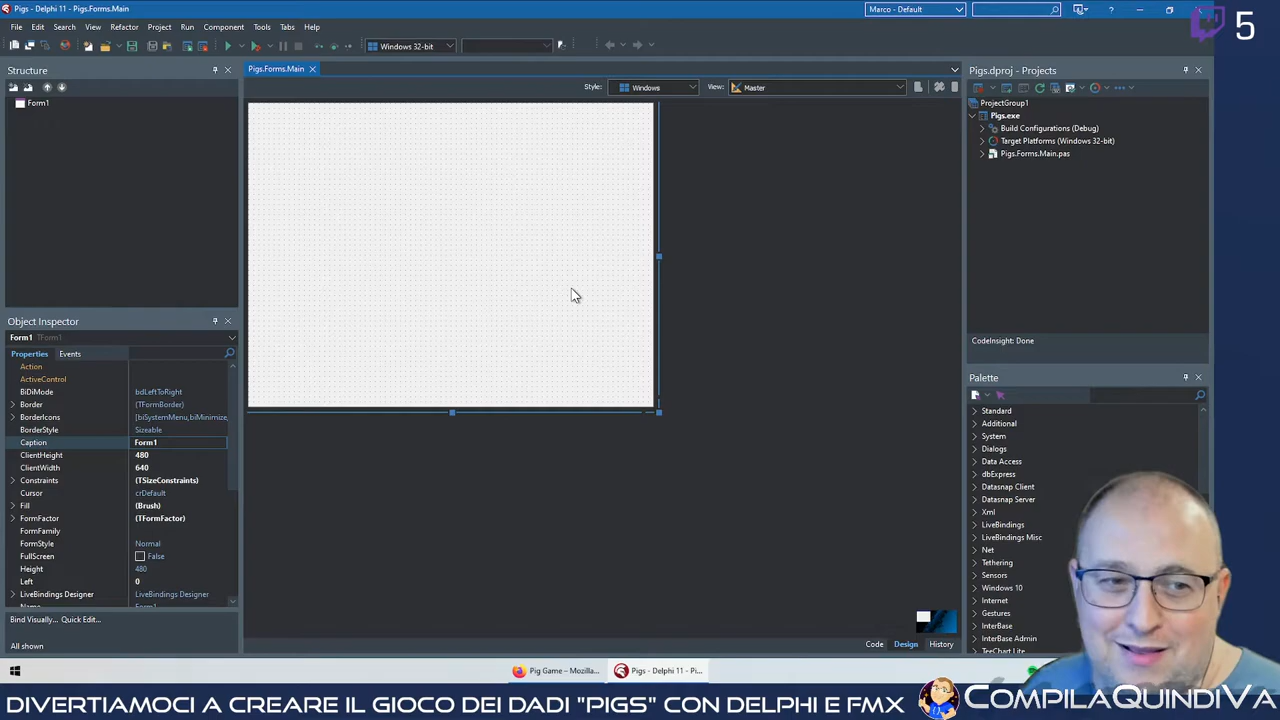 Pigs - Delphi 11 - Pigs.Forms.Main
Marco - Default
5
File Edit Search View Refactor Project Run Component Tools Tabs Help
Windows 32-bit
Structure
Form1
Pigs.Forms.Main
Style: Windows View: Master
Pigs.dproj - Projects
ProjectGroup1
Pigs.exe
Build Configurations (Debug)
Target Platforms (Windows 32-bit)
Pigs.Forms.Main.pas
CodeInsight: Done
Object Inspector
Form1 TForm1
Properties Events
Action
ActiveControl
BiDiMode bdLeftToRight
Border (TFormBorder)
BorderIcons [biSystemMenu,biMinimize,
BorderStyle Sizeable
Caption Form1
ClientHeight 480
ClientWidth 640
Constraints (TSizeConstraints)
Cursor crDefault
Fill (Brush)
FormFactor (TFormFactor)
FormFamily
FormStyle Normal
FullScreen False
Height 480
Left 0
LiveBindings Designer LiveBindings Designer
Name Form1
Bind Visually... Quick Edit...
All shown
Palette
Standard
Additional
System
Dialogs
Data Access
dbExpress
Datasnap Client
Datasnap Server
Xml
LiveBindings
LiveBindings Misc
Net
Tethering
Sensors
Windows 10
Internet
Gestures
InterBase
InterBase Admin
TeeChart Lite
Code Design History
Pig Game – Mozilla...
Pigs - Delphi 11 - Pi...
DIVERTIAMOCI A CREARE IL GIOCO DEI DADI "PIGS" CON DELPHI E FMX
COMPILAQUINDIVA